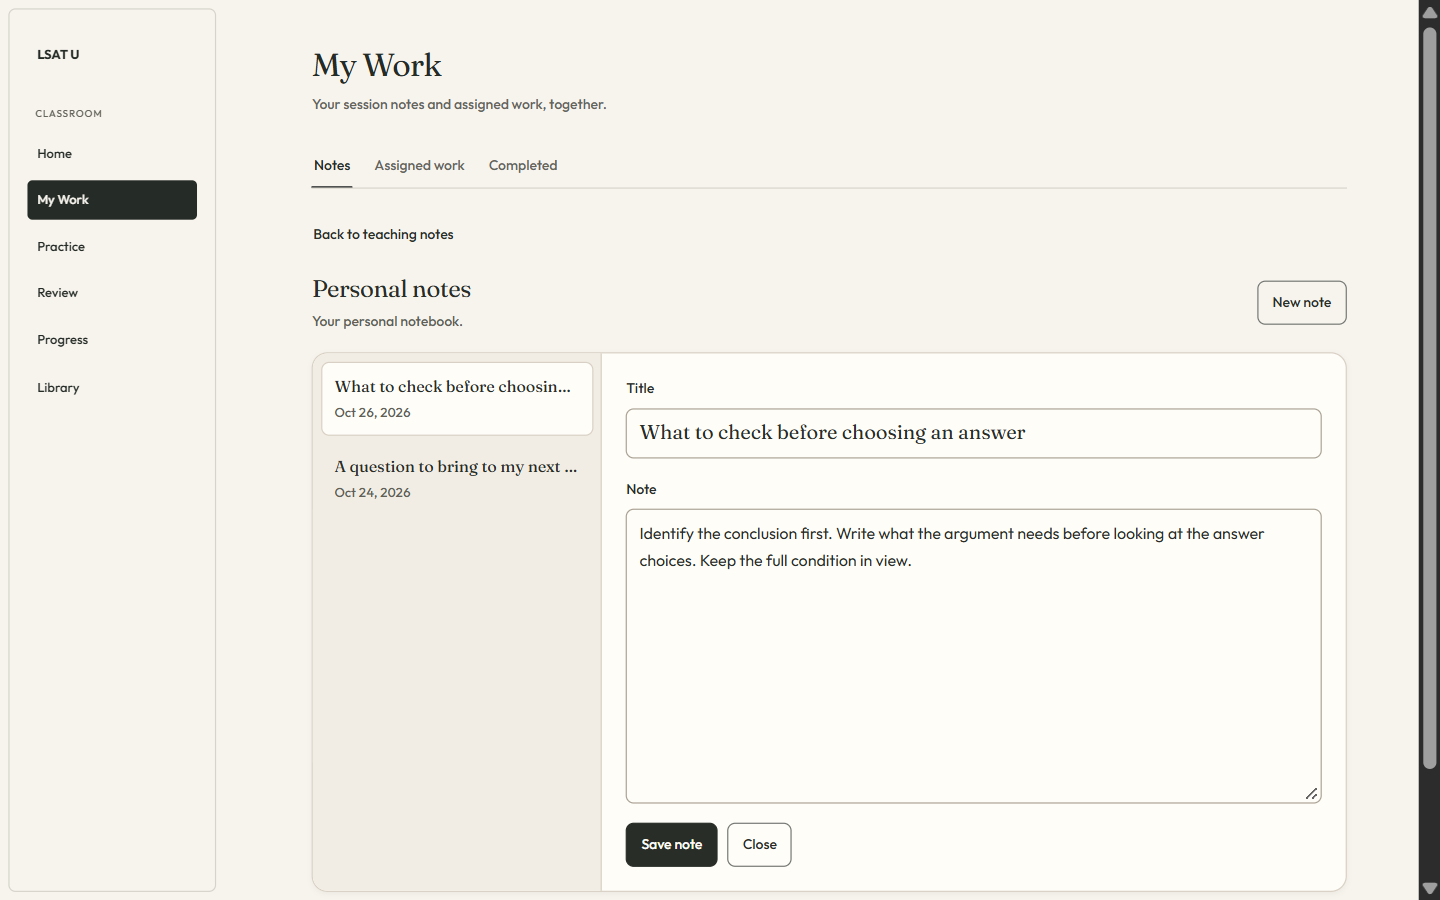 LSAT U
CLASSROOM
Home
My Work
Practice
Review
Progress
Library
My Work
Your session notes and assigned work, together.
Notes
Assigned work
Completed
Back to teaching notes
Personal notes
Your personal notebook.
New note
What to check before choosin...
Oct 26, 2026
A question to bring to my next ...
Oct 24, 2026
Title
What to check before choosing an answer
Note
Identify the conclusion first. Write what the argument needs before looking at the answer
choices. Keep the full condition in view.
Save note
Close